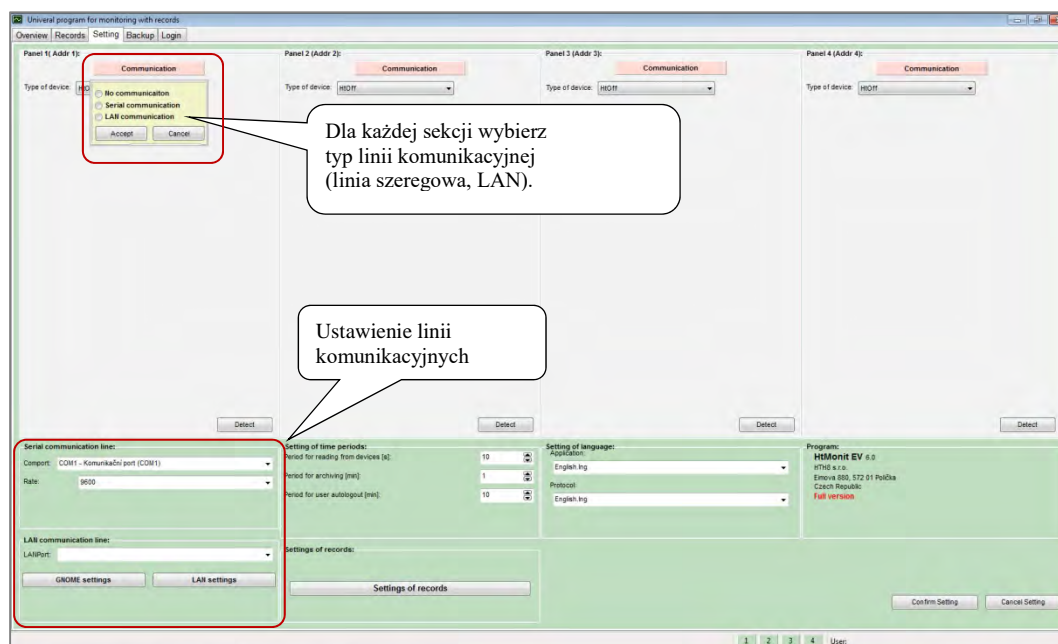 Univeral program for monitoring with records
Overview Records Setting Backup Login
Panel 1( Addr 1):
Communication
Type of device:
No communicaiton
Serial communication
LAN communication
Accept Cancel
Panel 2 (Addr 2):
Communication
Type of device: HtOff
Panel 3 (Addr 3):
Communication
Type of device: HtOff
Panel 4 (Addr 4):
Communication
Type of device: HtOff
Dla każdej sekcji wybierz
typ linii komunikacyjnej
(linia szeregowa, LAN).
Ustawienie linii
komunikacyjnych
Detect Detect Detect Detect
Serial communication line:
Comport: COM1 - Komunikační port (COM1)
Rate: 9600
LAN communication line:
LANPort:
GNOME settings LAN settings
Setting of time periods:
Period for reading from devices [s]: 10
Period for archiving [min]: 1
Period for user autologout [min]: 10
Settings of records:
Settings of records
Setting of language:
Application:
English.lng
Protocol:
English.lng
Program:
HtMonit EV 6.0
HTH8 s.r.o.
Eimova 880, 572 01 Polička
Czech Republic
Full version
Confirm Setting Cancel Setting
1 2 3 4 User: